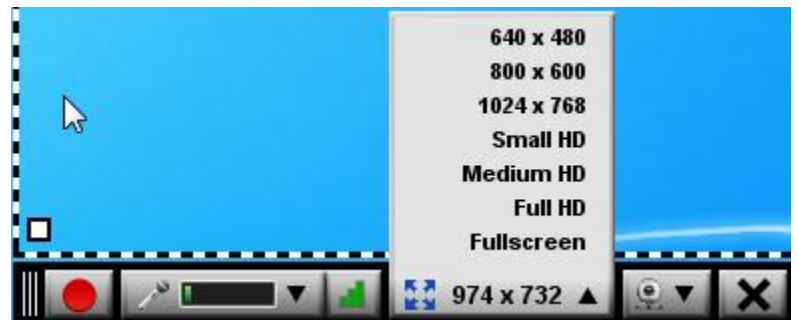 640 x 480
800 x 600
1024 x 768
Small HD
Medium HD
Full HD
Fullscreen
974 x 732